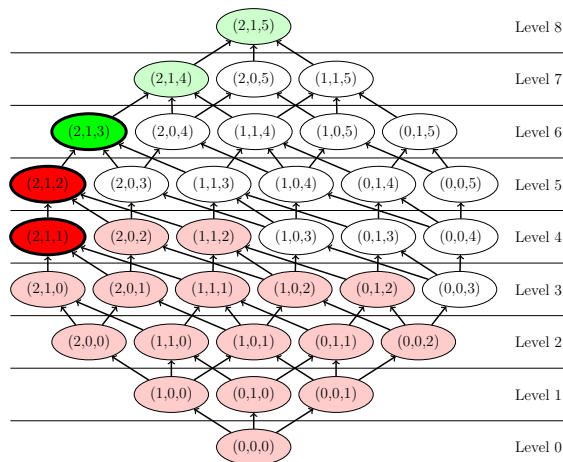 (2,1,5) Level 8
(2,1,4) (2,0,5) (1,1,5) Level 7
(2,1,3) (2,0,4) (1,1,4) (1,0,5) (0,1,5) Level 6
(2,1,2) (2,0,3) (1,1,3) (1,0,4) (0,1,4) (0,0,5) Level 5
(2,1,1) (2,0,2) (1,1,2) (1,0,3) (0,1,3) (0,0,4) Level 4
(2,1,0) (2,0,1) (1,1,1) (1,0,2) (0,1,2) (0,0,3) Level 3
(2,0,0) (1,1,0) (1,0,1) (0,1,1) (0,0,2) Level 2
(1,0,0) (0,1,0) (0,0,1) Level 1
(0,0,0) Level 0